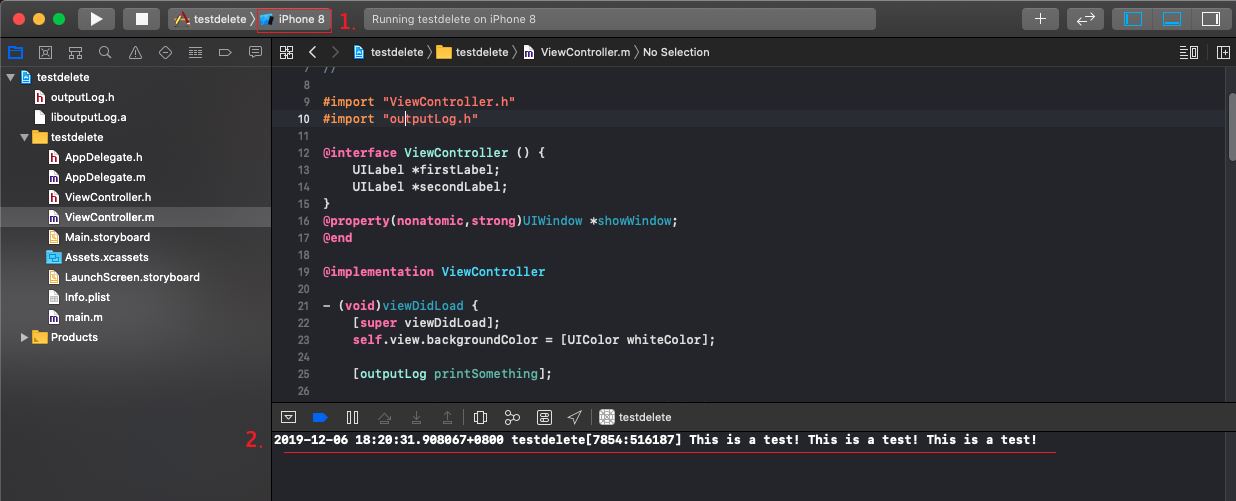 testdelete 〉 iPhone 8
1.
Running testdelete on iPhone 8
testdelete 〉 testdelete 〉 ViewController.m 〉 No Selection
testdelete
outputLog.h
liboutputLog.a
testdelete
AppDelegate.h
AppDelegate.m
ViewController.h
ViewController.m
Main.storyboard
Assets.xcassets
LaunchScreen.storyboard
Info.plist
main.m
Products
7 //
8
9 #import "ViewController.h"
10 #import "outputLog.h"
11
12 @interface ViewController () {
13 UILabel *firstLabel;
14 UILabel *secondLabel;
15 }
16 @property(nonatomic,strong)UIWindow *showWindow;
17 @end
18
19 @implementation ViewController
20
21 - (void)viewDidLoad {
22 [super viewDidLoad];
23 self.view.backgroundColor = [UIColor whiteColor];
24
25 [outputLog printSomething];
26
testdelete
2.
2019-12-06 18:20:31.908067+0800 testdelete[7854:516187] This is a test! This is a test! This is a test!